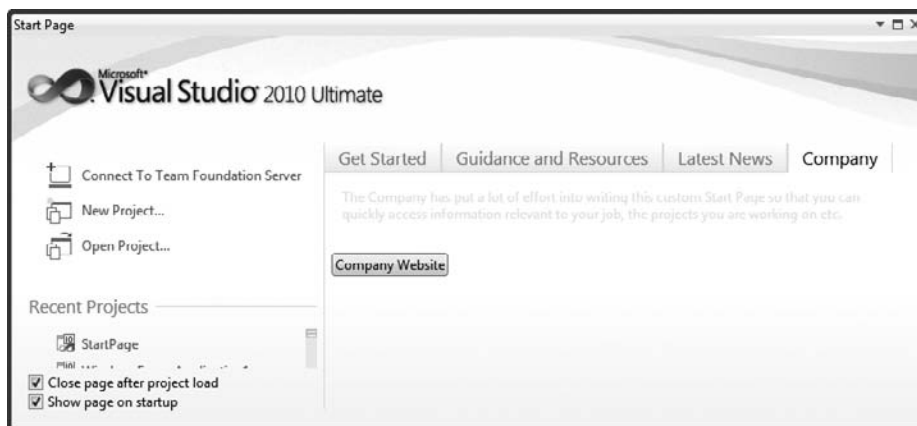 Start Page
Microsoft®
Visual Studio 2010 Ultimate
Connect To Team Foundation Server
New Project...
Open Project...
Recent Projects
StartPage
Close page after project load
Show page on startup
Get Started
Guidance and Resources
Latest News
Company
The Company has put a lot of effort into writing this custom Start Page so that you can
quickly access information relevant to your job, the projects you are working on etc.
Company Website